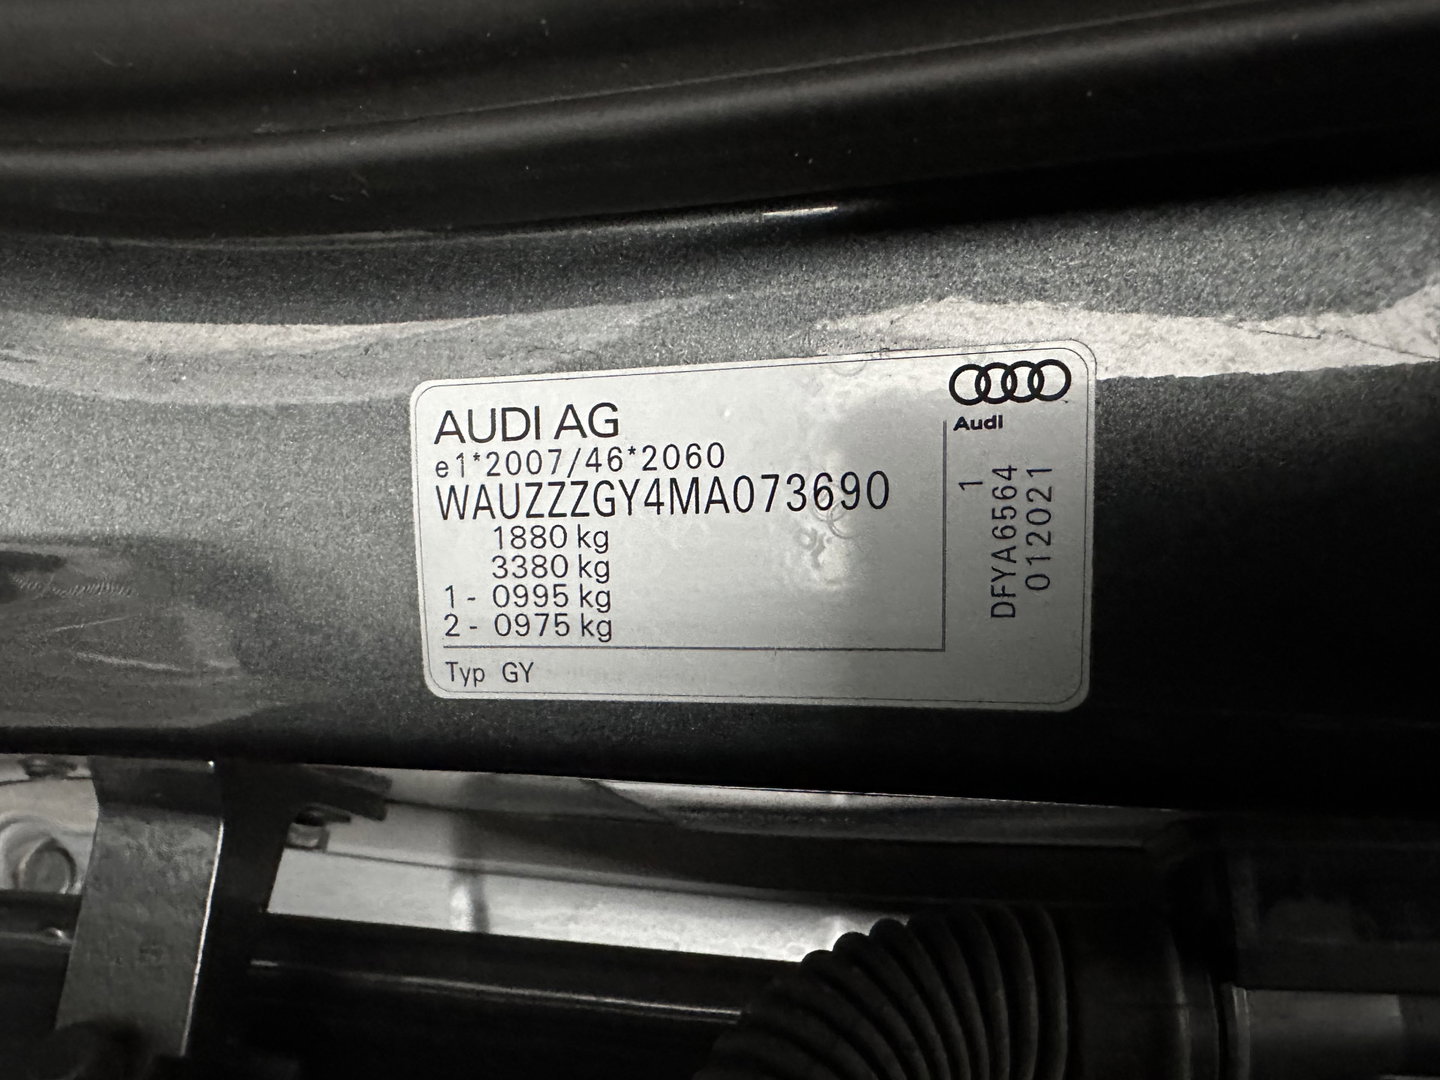 AUDI AG
e1*2007/46*2060
WAUZZZGY4MA073690
1880 kg
3380 kg
1- 0995 kg
2- 0975 kg
Typ GY
Audi
1
DFYA6564
012021